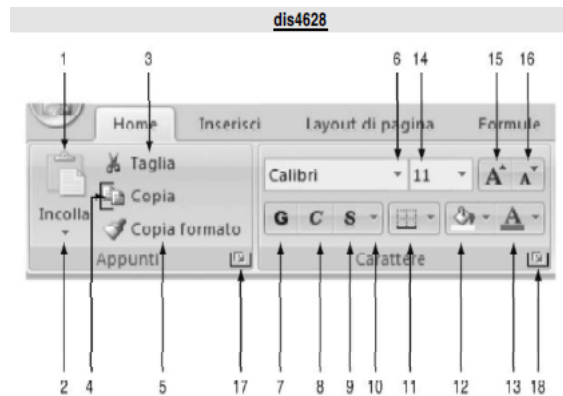 dis4628
1 3 6 14 15 16
Home Inserisci Layout di pagina Formule
Taglia
Calibri 11 A A
Copia
Incolla
G C S A
Copia formato
Appunti Carattere
2 4 5 17 7 8 9 10 11 12 13 18